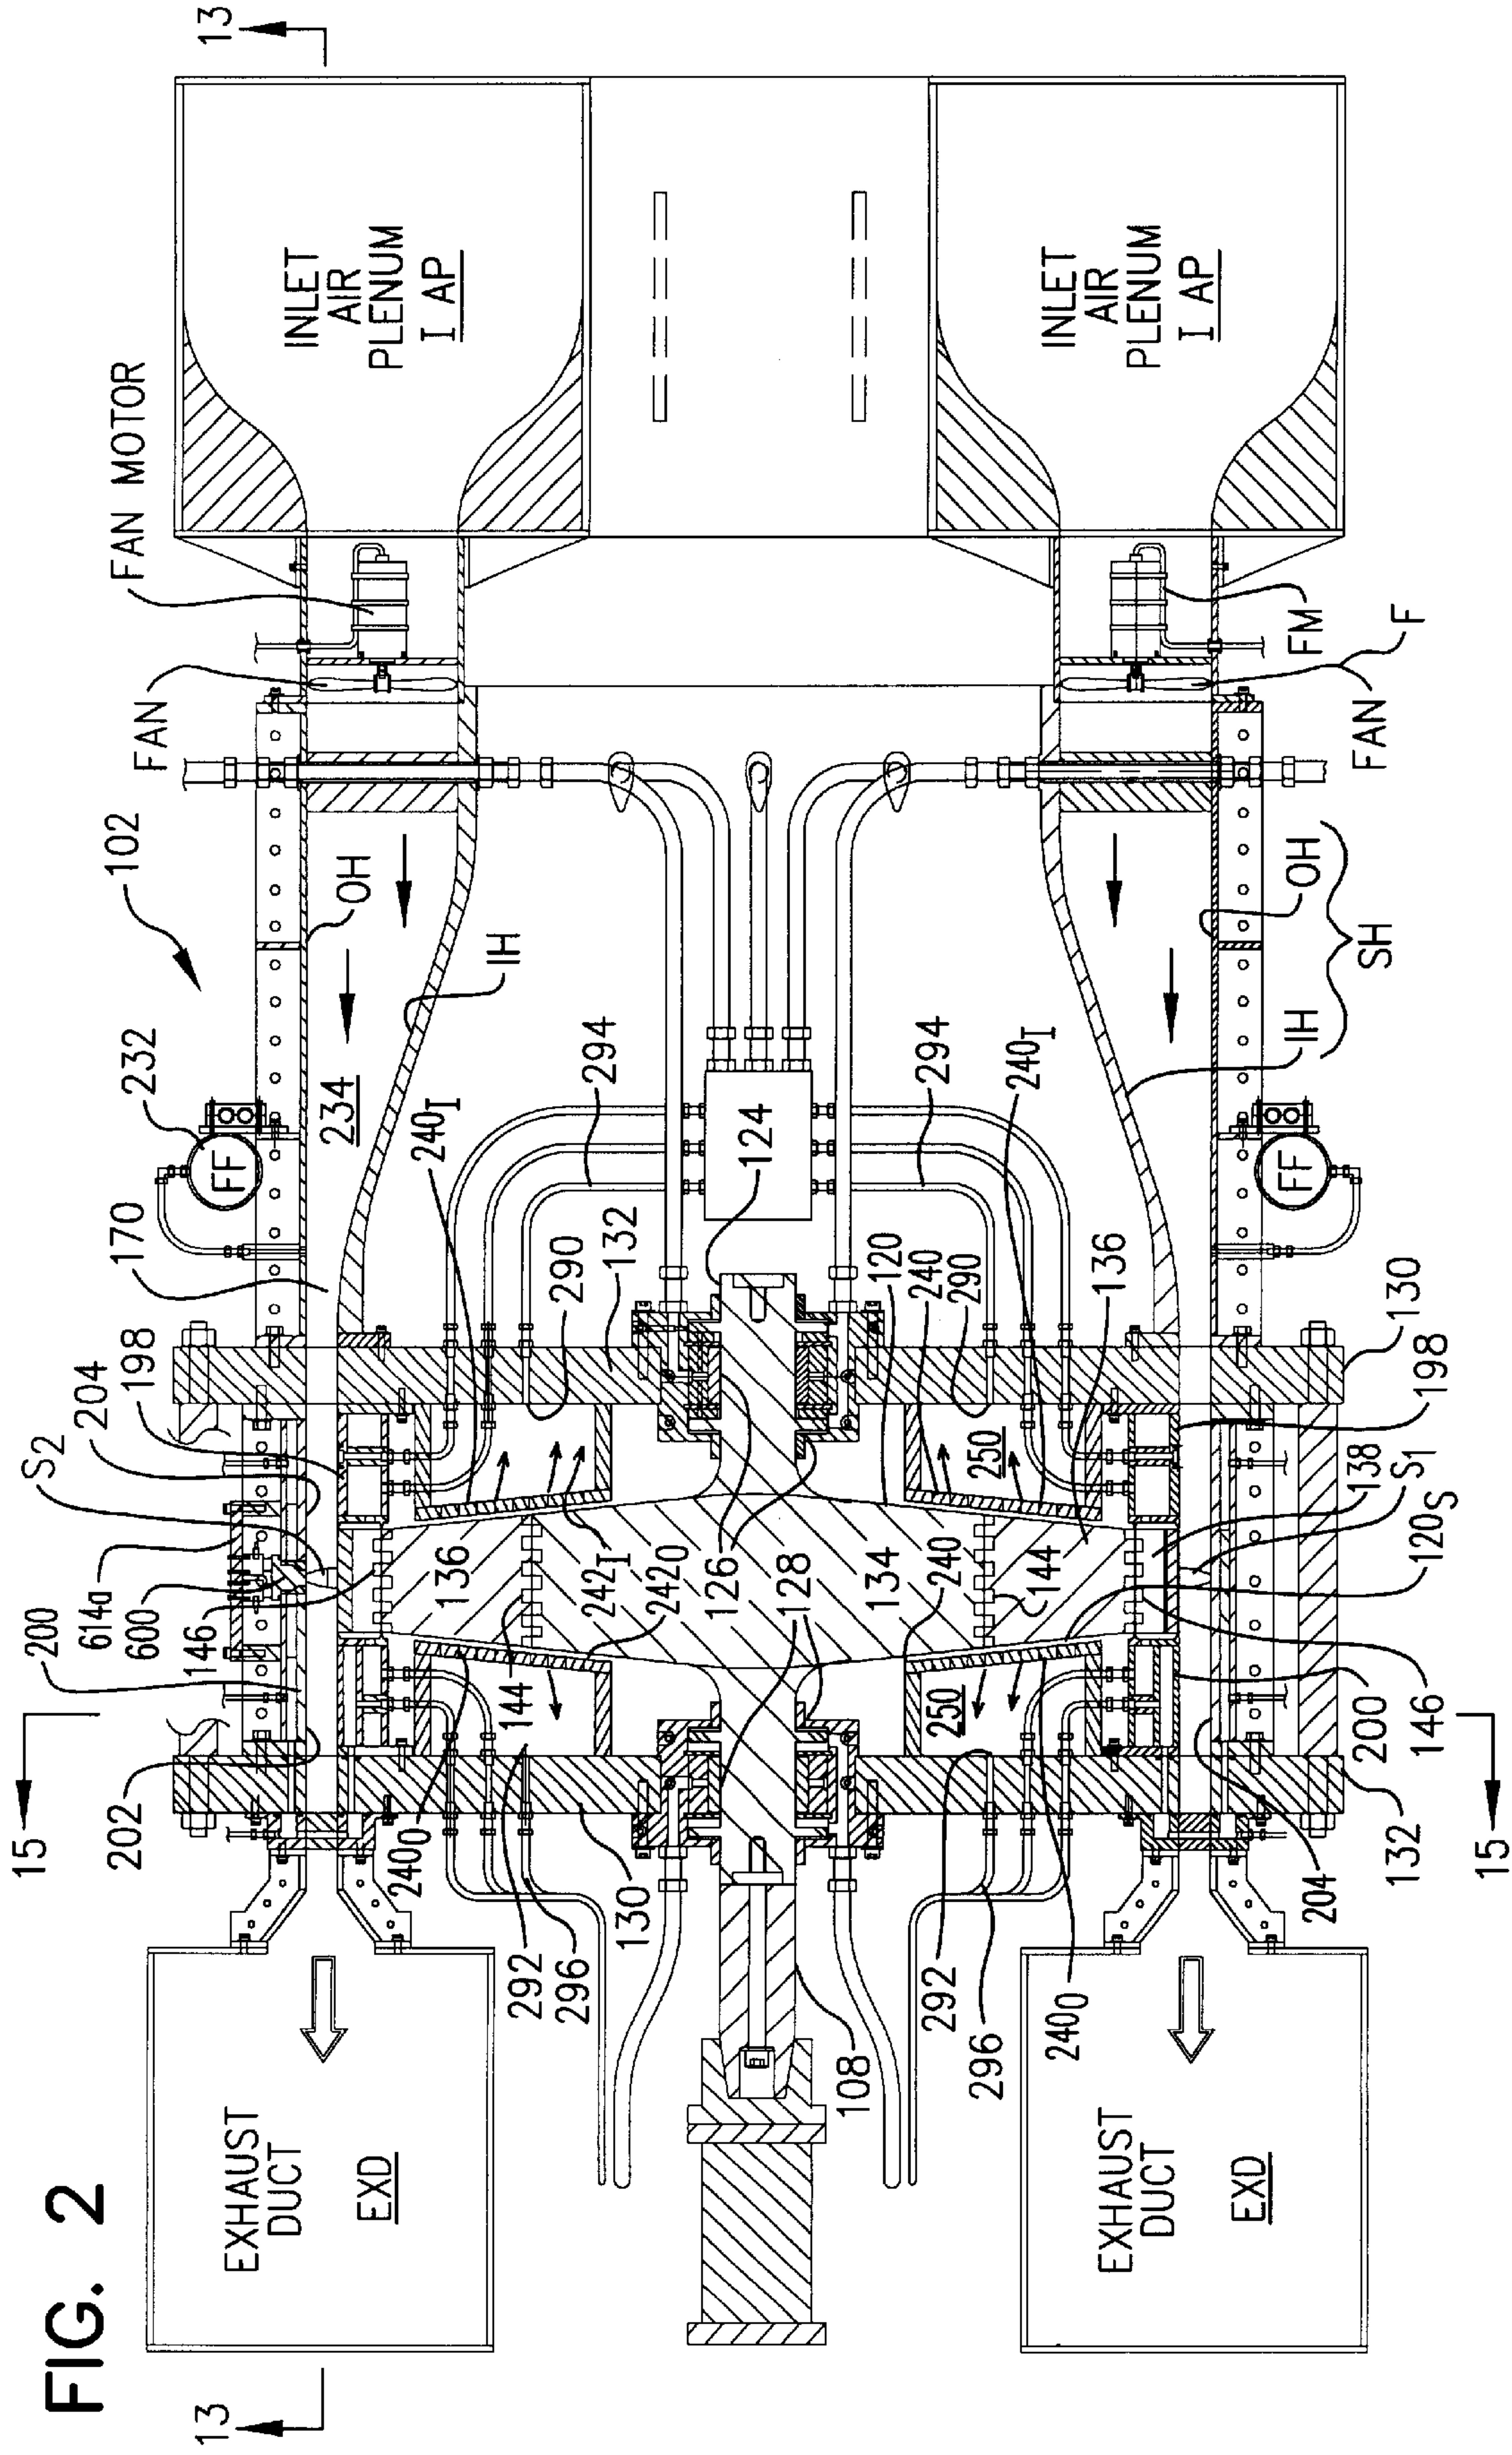 FIG. 2
13
13
15
15
INLET
AIR
PLENUM
I AP
INLET
AIR
PLENUM
I AP
FAN MOTOR
FAN
FM
F
FAN
102
OH
IH
OH
IH
SH
232
FF
FF
234
170
240I
294
294
240I
124
290
132
120
240
290
136
130
198
204
S2
614a
600
146
200
202
136
144
242I
242O
126
128
134
240
144
250
250
198
138
S1
120S
200
146
204
132
240O
292
296
130
108
292
296
240O
EXHAUST
DUCT
EXD
EXHAUST
DUCT
EXD